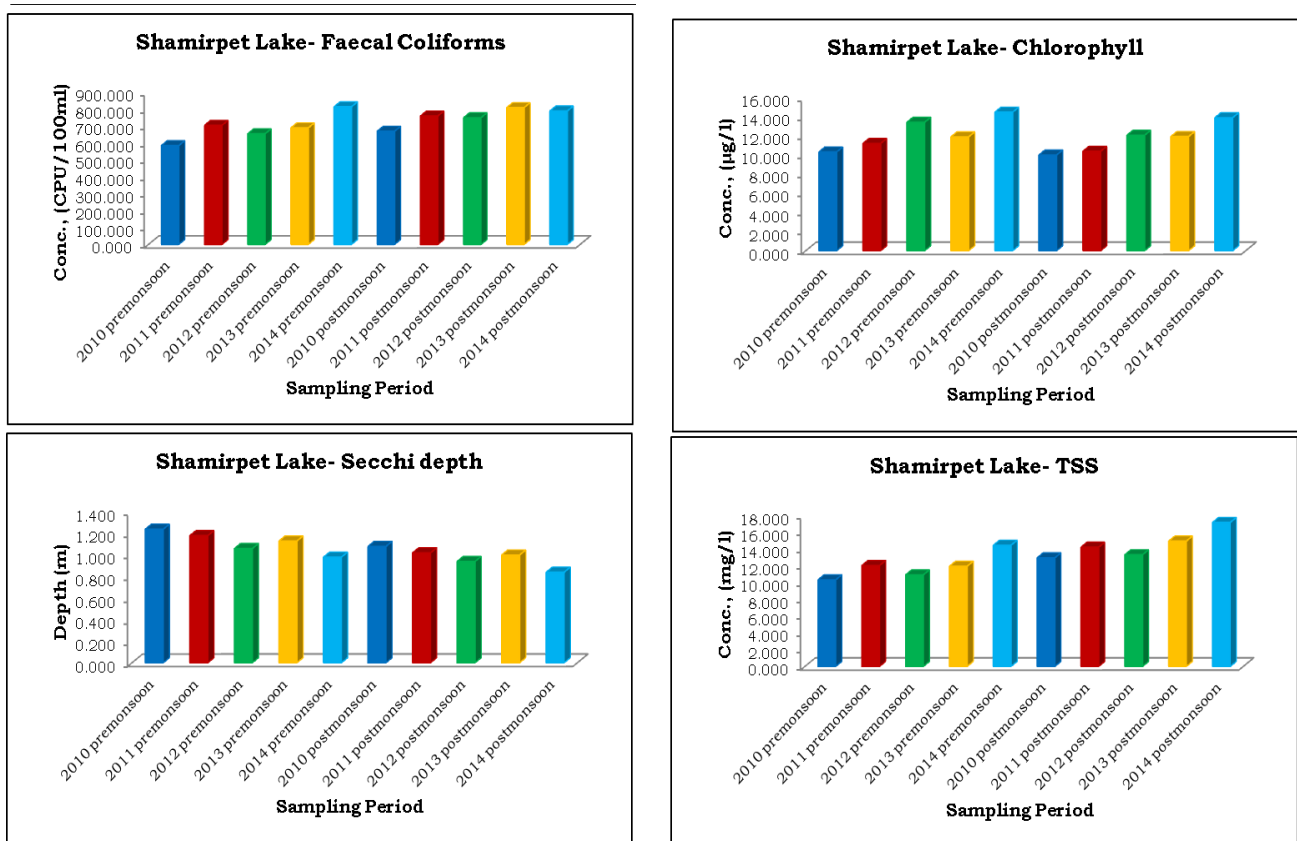 Shamirpet Lake- Faecal Coliforms
Conc., (CPU/100ml)
900.000
800.000
700.000
600.000
500.000
400.000
300.000
200.000
100.000
0.000
2010 premonsoon
2011 premonsoon
2012 premonsoon
2013 premonsoon
2014 premonsoon
2010 postmonsoon
2011 postmonsoon
2012 postmonsoon
2013 postmonsoon
2014 postmonsoon
Sampling Period
Shamirpet Lake- Chlorophyll
Conc., (µg/l)
16.000
14.000
12.000
10.000
8.000
6.000
4.000
2.000
0.000
2010 premonsoon
2011 premonsoon
2012 premonsoon
2013 premonsoon
2014 premonsoon
2010 postmonsoon
2011 postmonsoon
2012 postmonsoon
2013 postmonsoon
2014 postmonsoon
Sampling Period
Shamirpet Lake- Secchi depth
Depth (m)
1.400
1.200
1.000
0.800
0.600
0.400
0.200
0.000
2010 premonsoon
2011 premonsoon
2012 premonsoon
2013 premonsoon
2014 premonsoon
2010 postmonsoon
2011 postmonsoon
2012 postmonsoon
2013 postmonsoon
2014 postmonsoon
Sampling Period
Shamirpet Lake- TSS
Conc., (mg/l)
18.000
16.000
14.000
12.000
10.000
8.000
6.000
4.000
2.000
0.000
2010 premonsoon
2011 premonsoon
2012 premonsoon
2013 premonsoon
2014 premonsoon
2010 postmonsoon
2011 postmonsoon
2012 postmonsoon
2013 postmonsoon
2014 postmonsoon
Sampling Period